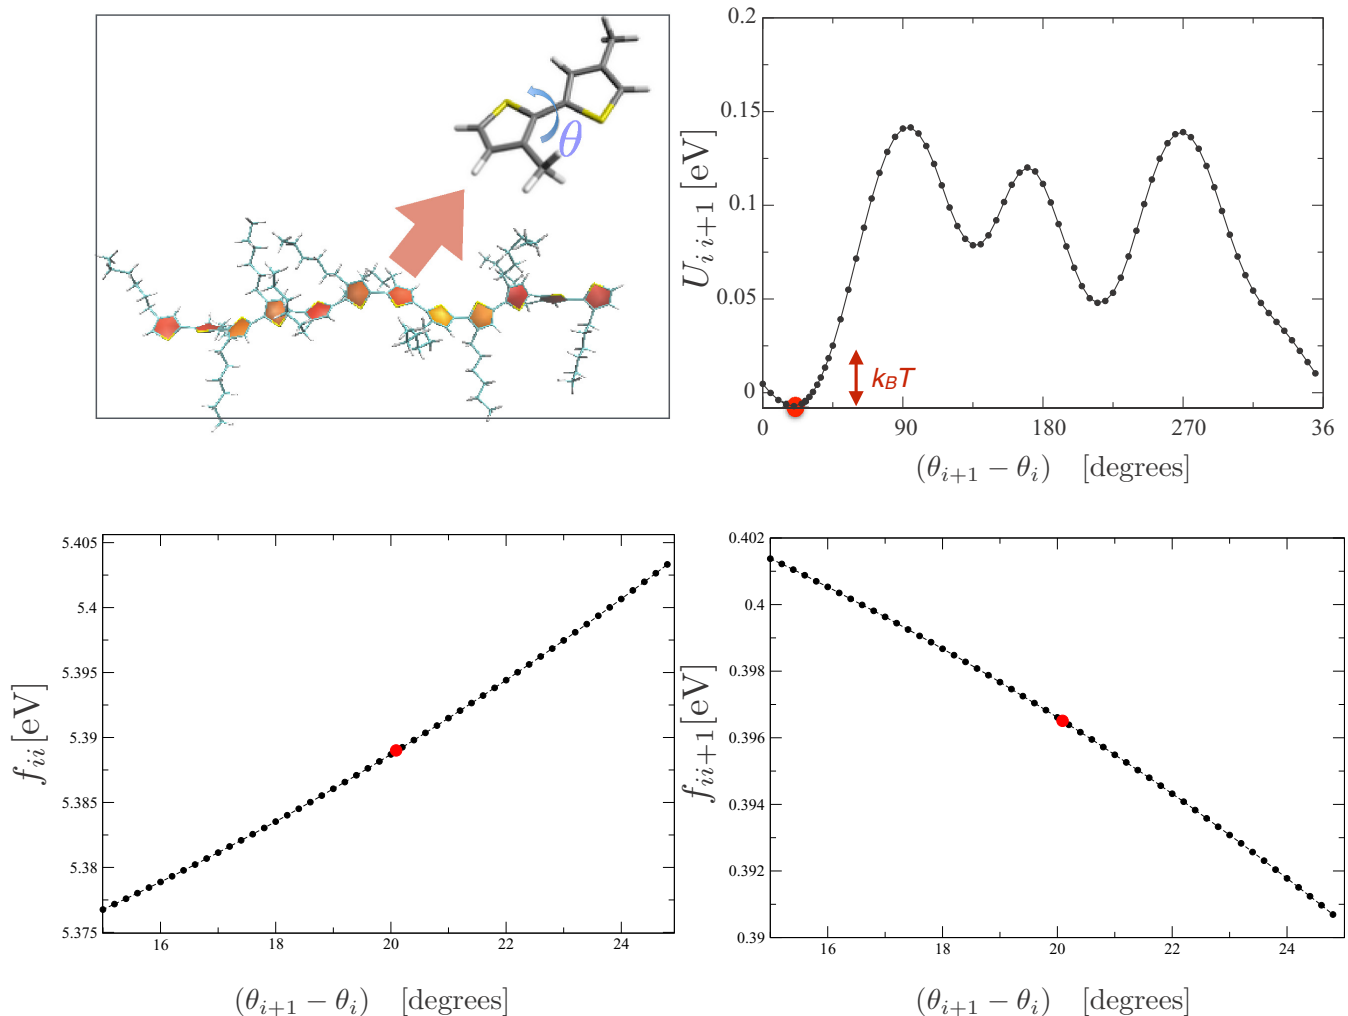 θ
0.2
0.15
0.1
0.05
0
U_{i i+1} [eV]
k_BT
0 90 180 270 36
(θ_{i+1} − θ_i) [degrees]
5.405
5.4
5.395
5.39
5.385
5.38
5.375
f_{ii} [eV]
16 18 20 22 24
(θ_{i+1} − θ_i) [degrees]
0.402
0.4
0.398
0.396
0.394
0.392
0.39
f_{ii+1} [eV]
16 18 20 22 24
(θ_{i+1} − θ_i) [degrees]